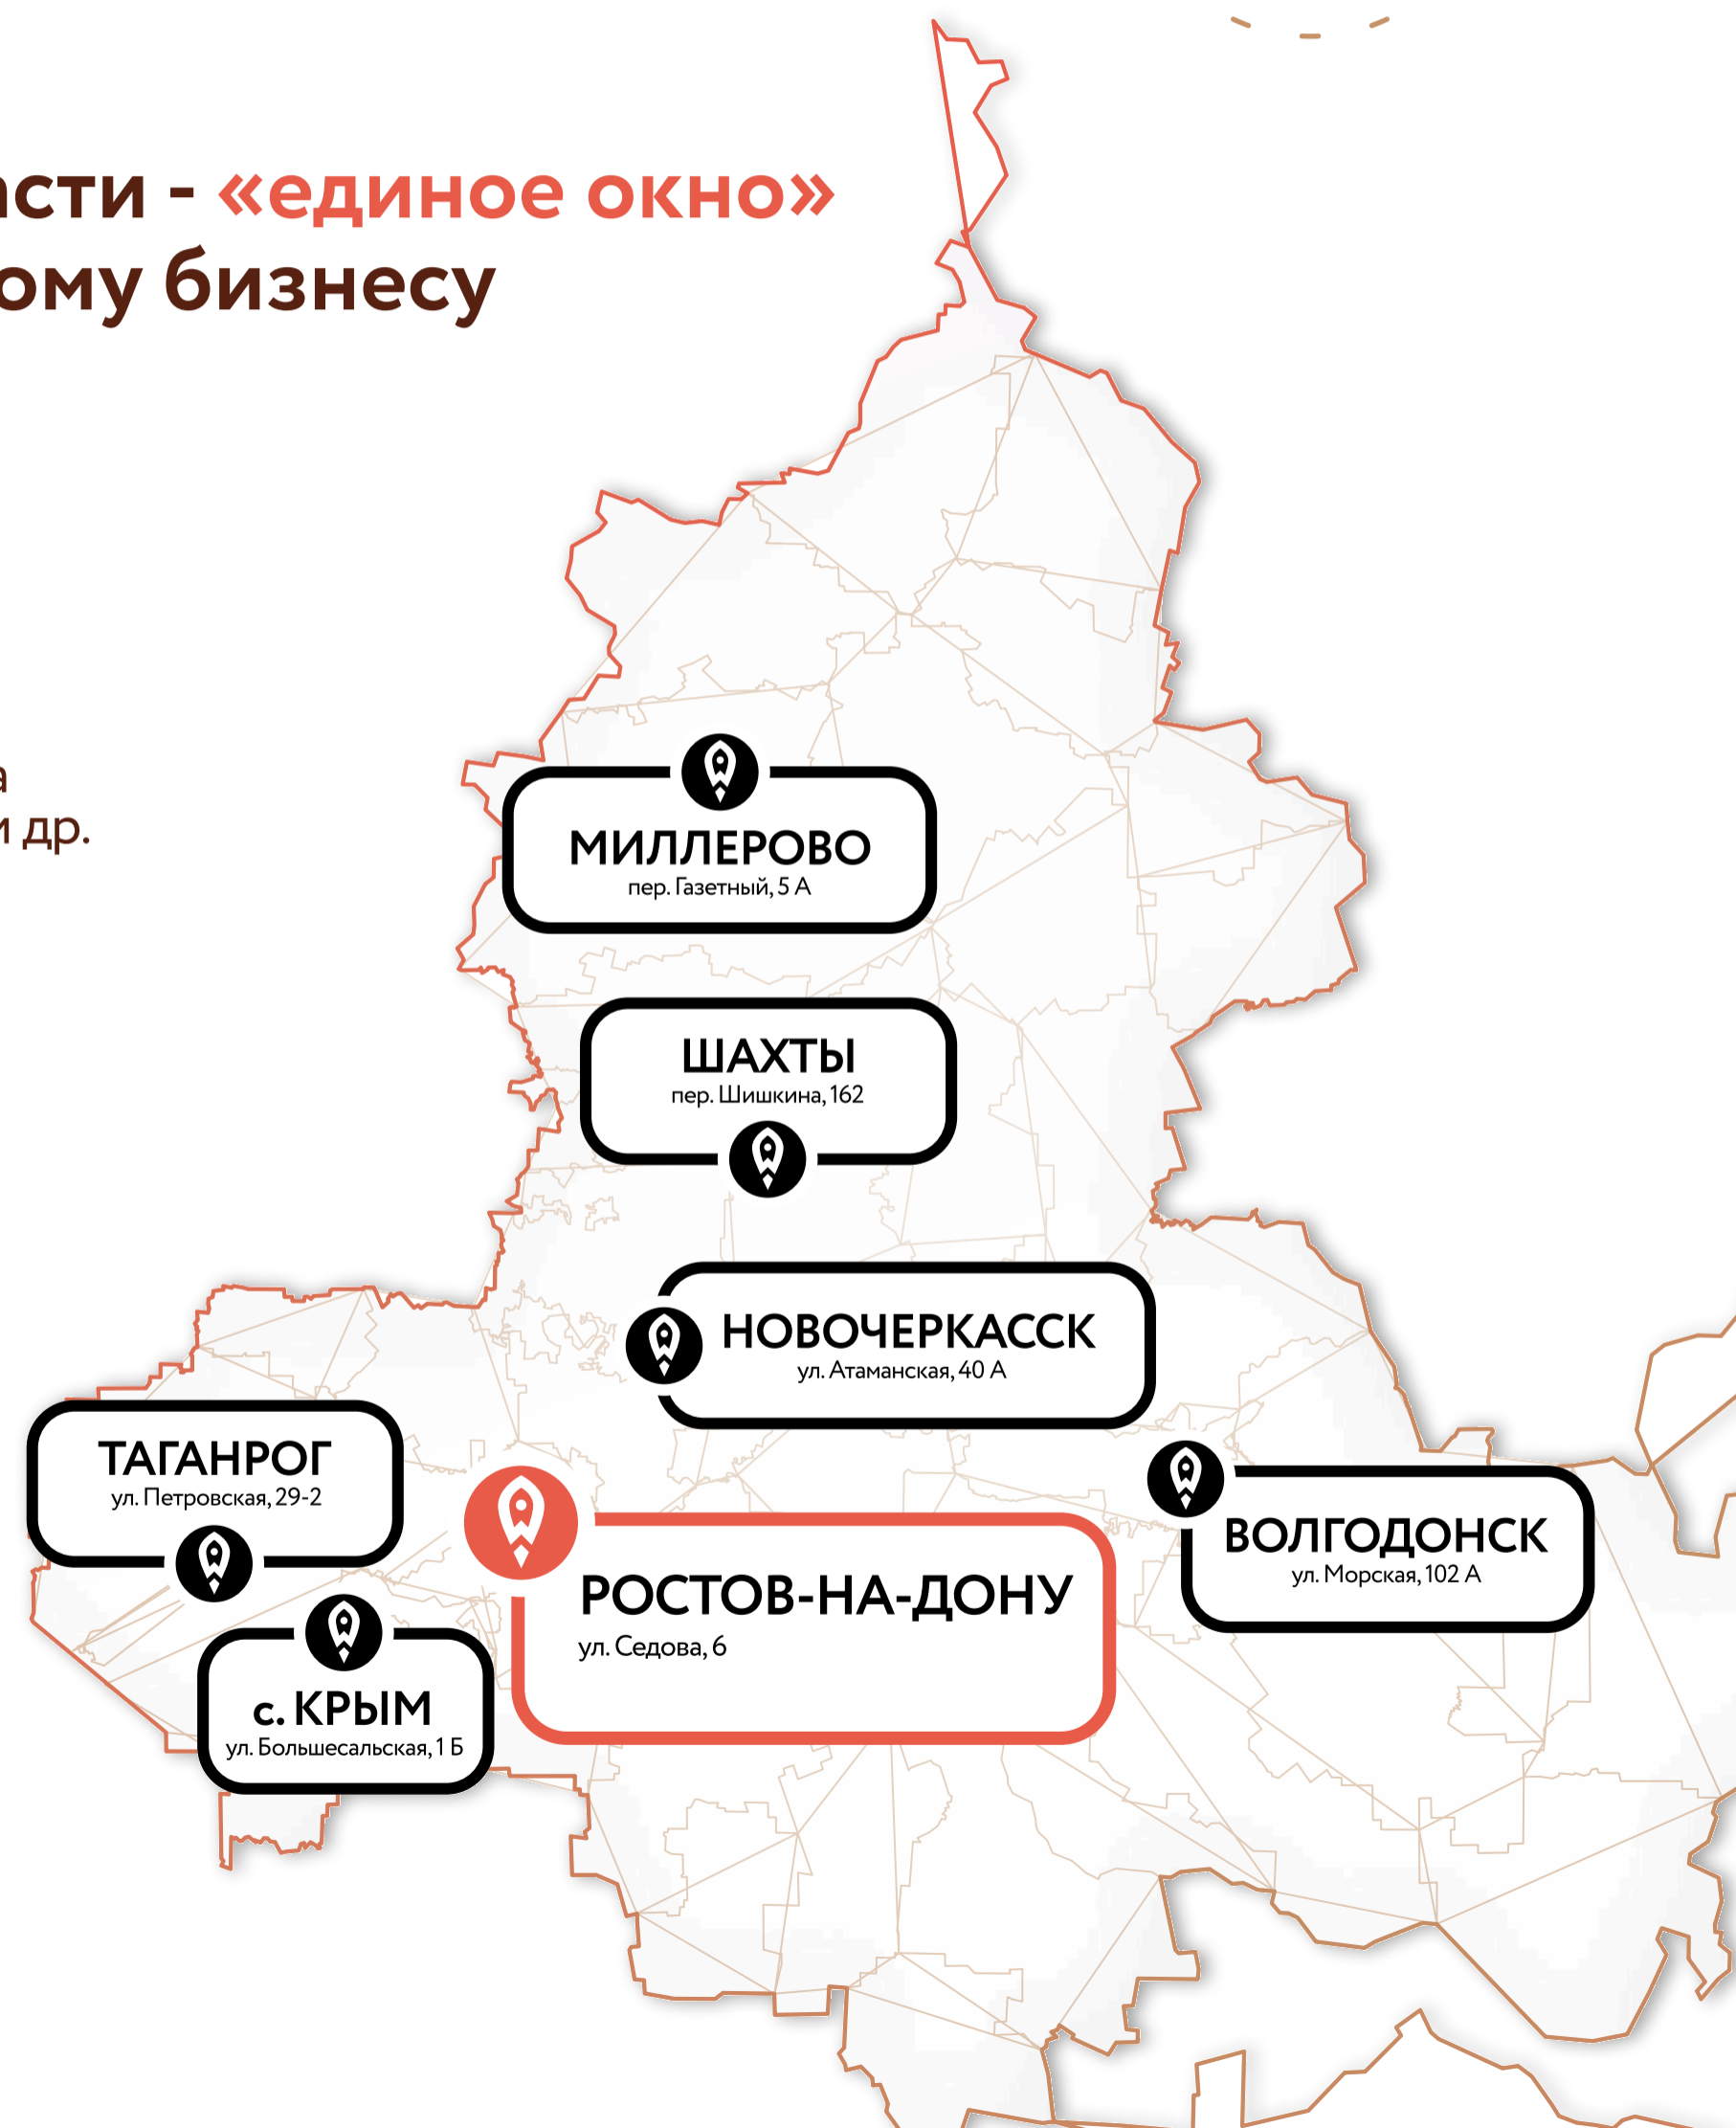 асти - «единое окно»
ому бизнесу
а
и др.
МИЛЛЕРОВО
пер. Газетный, 5 А
ШАХТЫ
пер. Шишкина, 162
НОВОЧЕРКАССК
ул. Атаманская, 40 А
ТАГАНРОГ
ул. Петровская, 29-2
ВОЛГОДОНСК
ул. Морская, 102 А
РОСТОВ-НА-ДОНУ
ул. Седова, 6
с. КРЫМ
ул. Большесальская, 1 Б